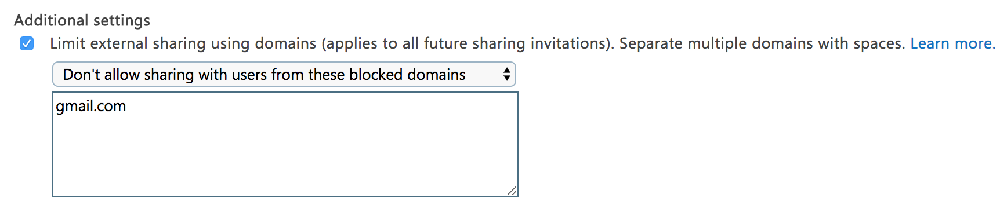 Additional settings
Limit external sharing using domains (applies to all future sharing invitations). Separate multiple domains with spaces. Learn more.
Don't allow sharing with users from these blocked domains
gmail.com